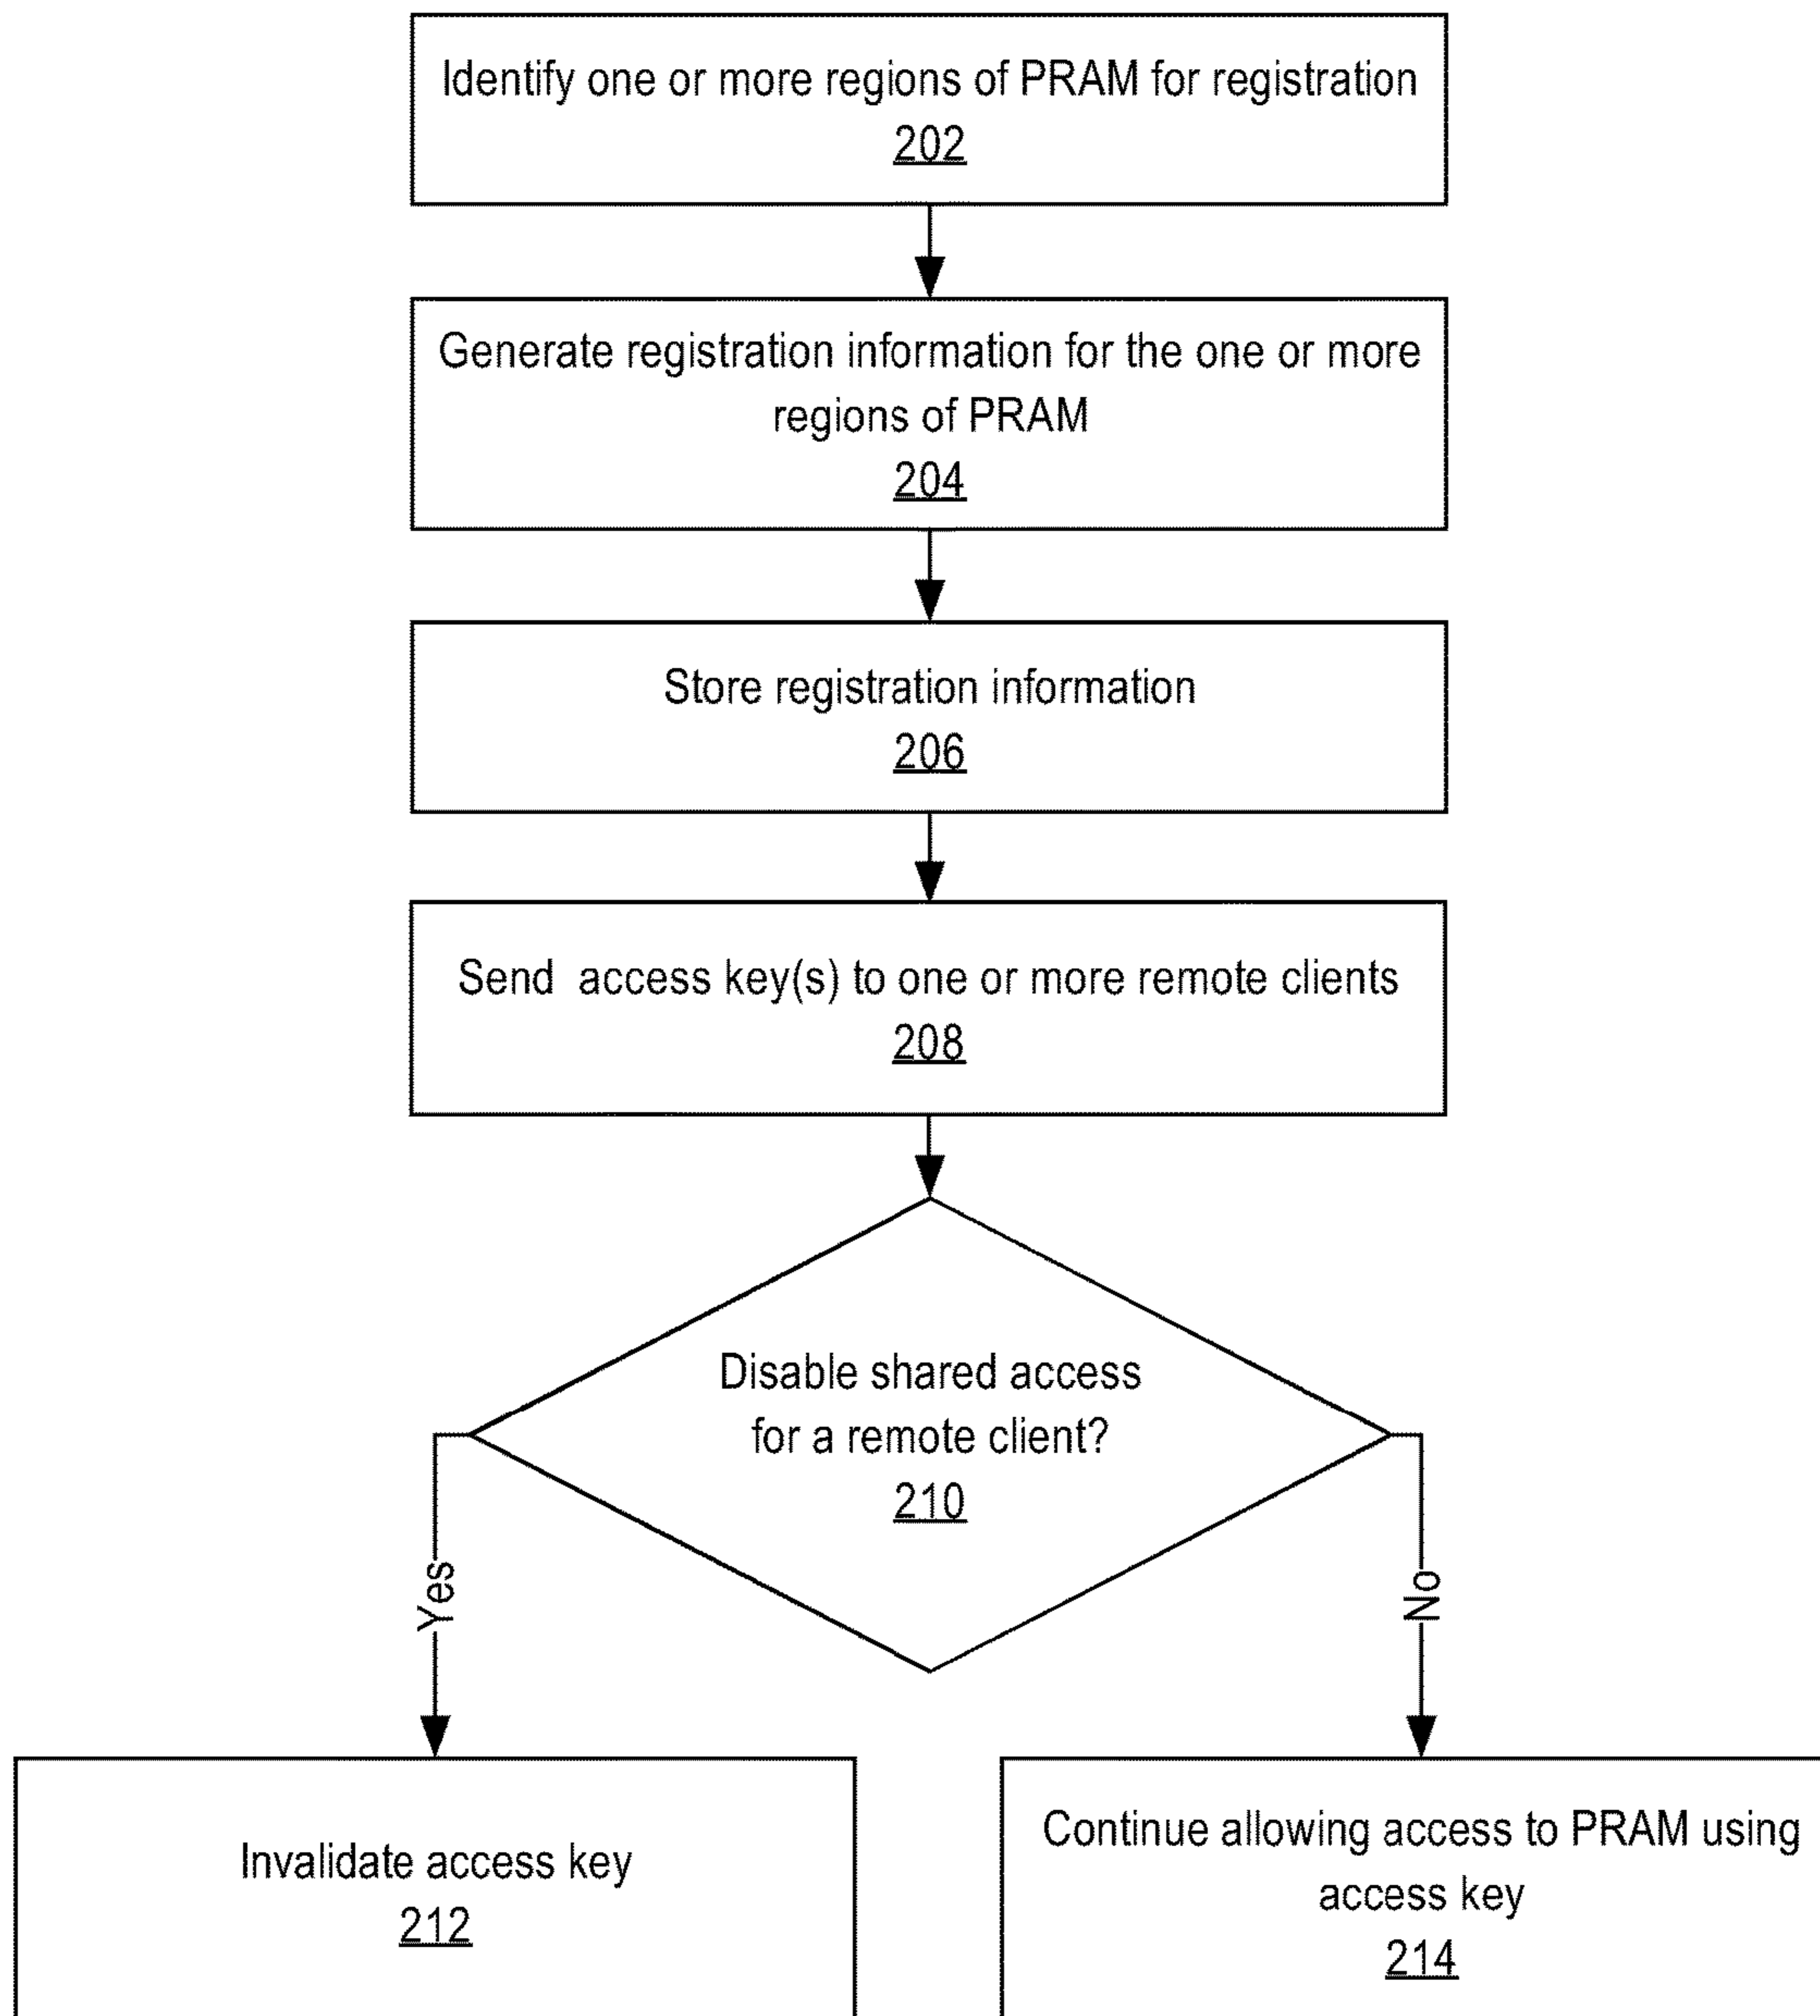 Identify one or more regions of PRAM for registration
202
Generate registration information for the one or more
regions of PRAM
204
Store registration information
206
Send access key(s) to one or more remote clients
208
Disable shared access
for a remote client?
210
Yes
No
Invalidate access key
212
Continue allowing access to PRAM using
access key
214